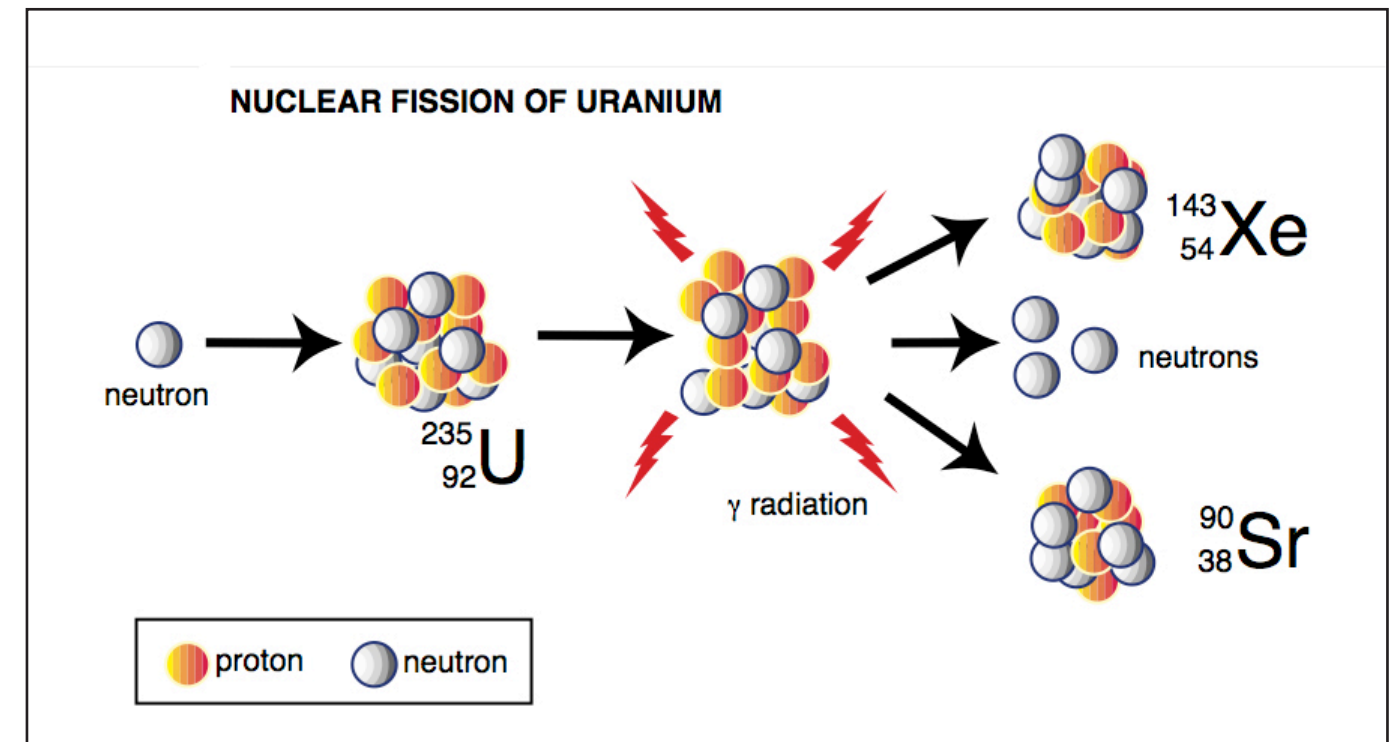 NUCLEAR FISSION OF URANIUM
neutron
235
92U
γ radiation
143
54Xe
neutrons
90
38Sr
proton neutron